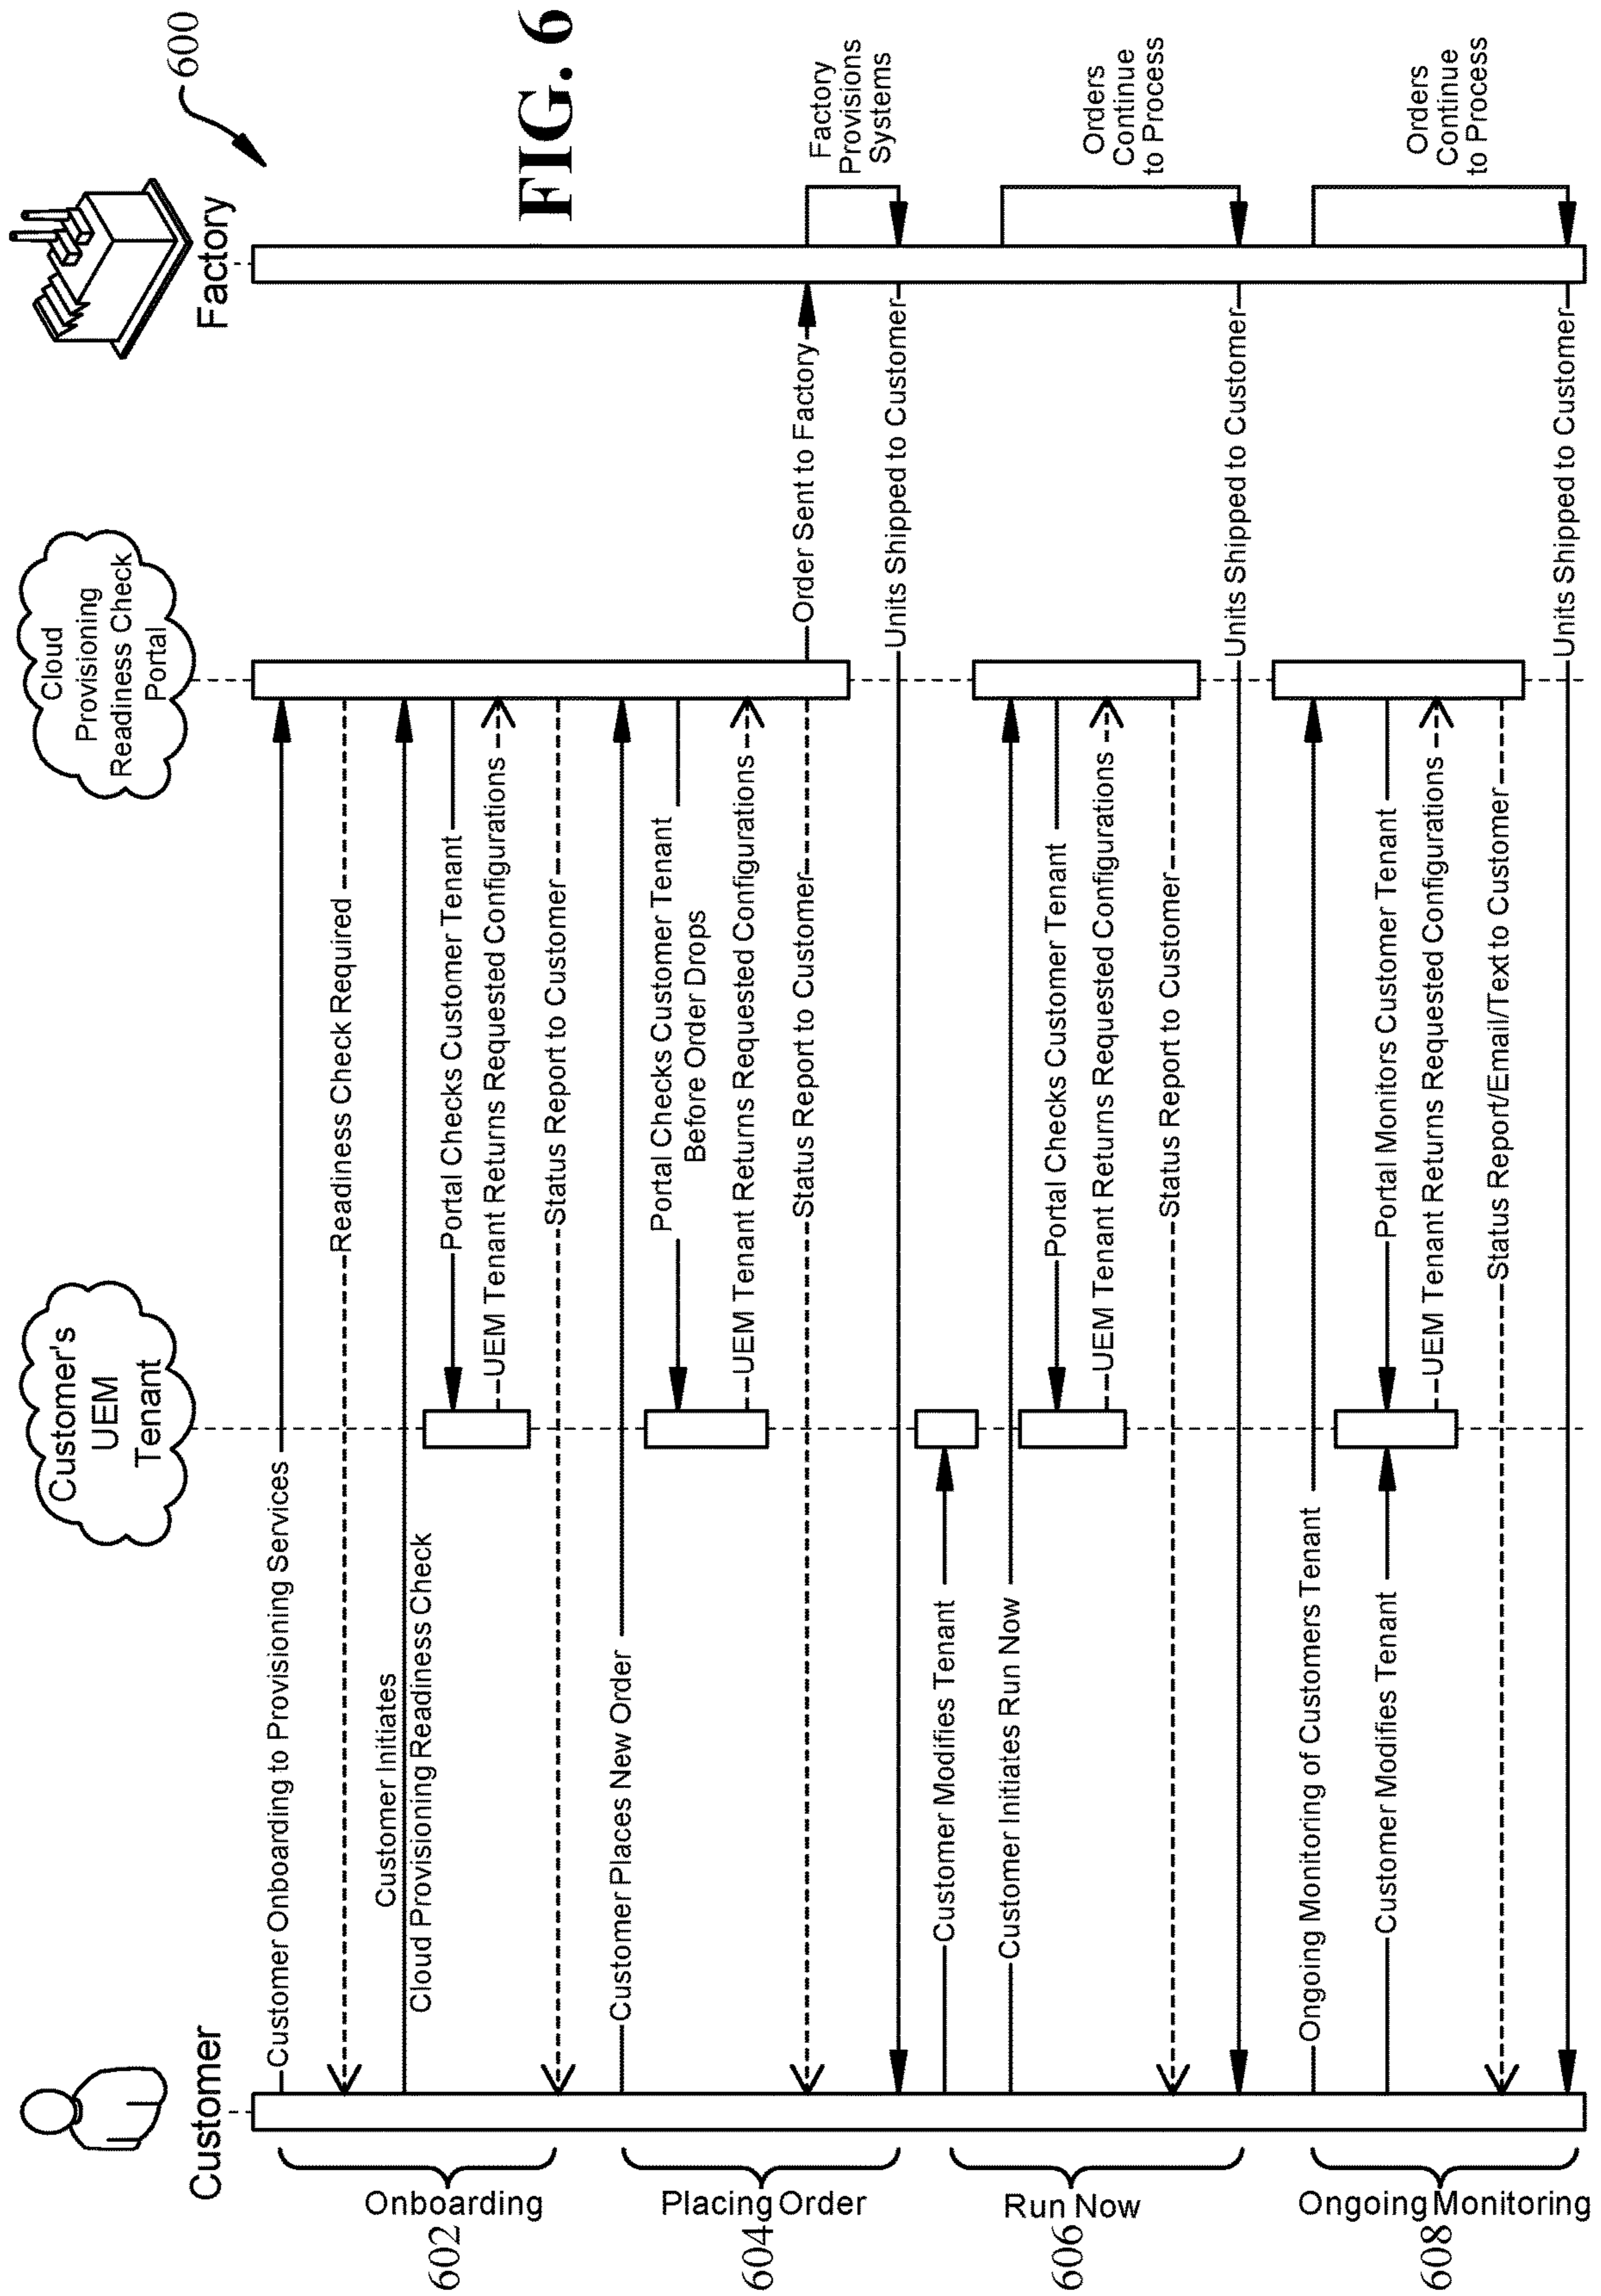 600
Customer
Customer's
UEM
Tenant
Cloud
Provisioning
Readiness Check
Portal
Factory
602
Onboarding
Customer Onboarding to Provisioning Services
Readiness Check Required
Customer Initiates
Cloud Provisioning Readiness Check
Portal Checks Customer Tenant
UEM Tenant Returns Requested Configurations
Status Report to Customer
604
Placing Order
Customer Places New Order
Portal Checks Customer Tenant
Before Order Drops
UEM Tenant Returns Requested Configurations
Status Report to Customer
Order Sent to Factory
Factory
Provisions
Systems
Units Shipped to Customer
606
Run Now
Customer Modifies Tenant
Customer Initiates Run Now
Portal Checks Customer Tenant
UEM Tenant Returns Requested Configurations
Status Report to Customer
Orders
Continue
to Process
Units Shipped to Customer
608
Ongoing Monitoring
Ongoing Monitoring of Customers Tenant
Customer Modifies Tenant
Portal Monitors Customer Tenant
UEM Tenant Returns Requested Configurations
Status Report/Email/Text to Customer
Orders
Continue
to Process
Units Shipped to Customer
FIG. 6